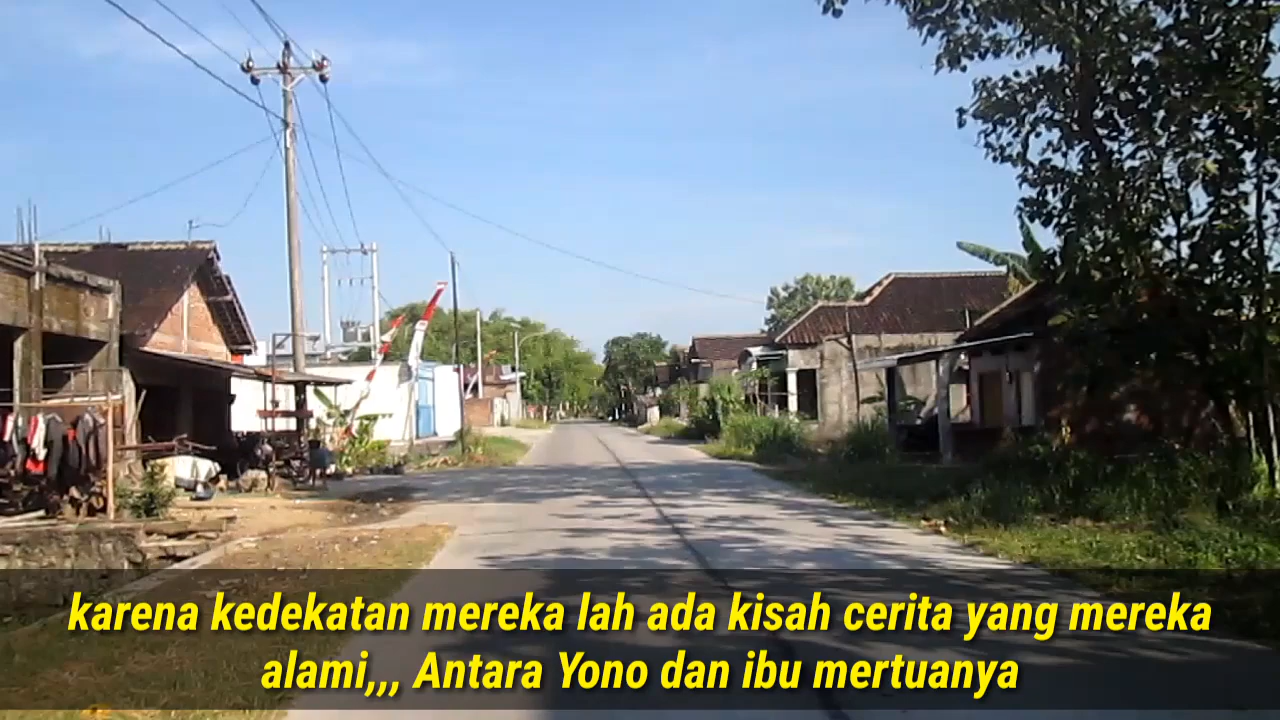 karena kedekatan mereka lah ada kisah cerita yang mereka
alami,,, Antara Yono dan ibu mertuanya